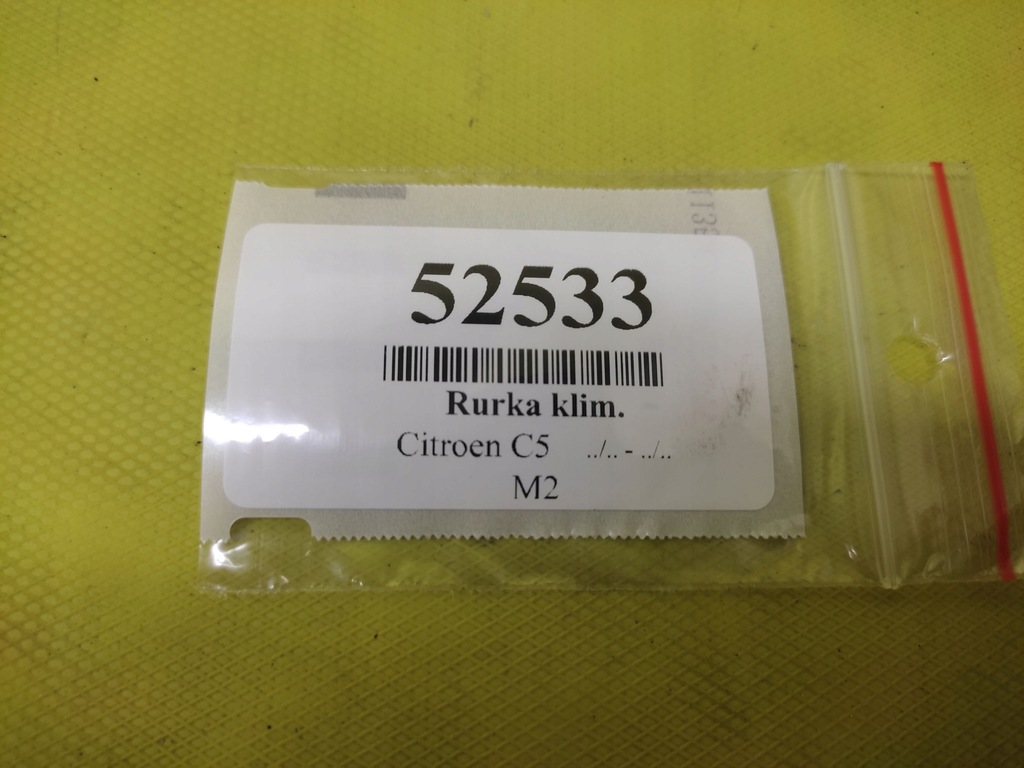 52533
Rurka klim.
Citroen C5 ../.. - ../..
M2